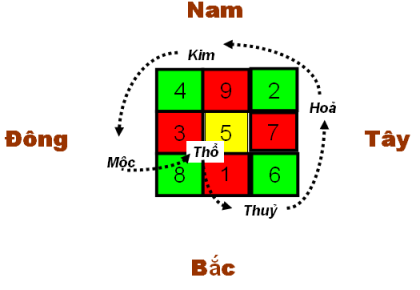 Nam
Kim
4 9 2
Hoả
Đông
3 5 7
Tây
Mộc
Thổ
8 1 6
Thuỷ
Bắc